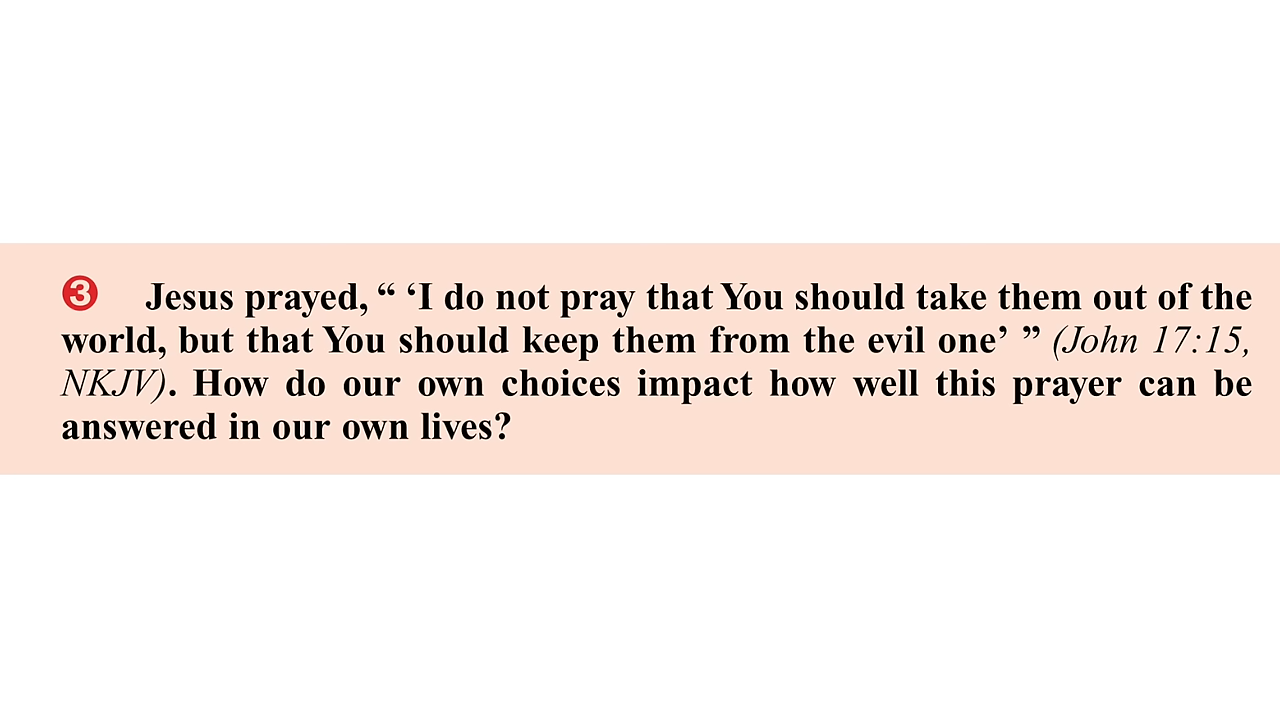 ❸ Jesus prayed, “ ‘I do not pray that You should take them out of the
world, but that You should keep them from the evil one’ ” (John 17:15,
NKJV). How do our own choices impact how well this prayer can be
answered in our own lives?